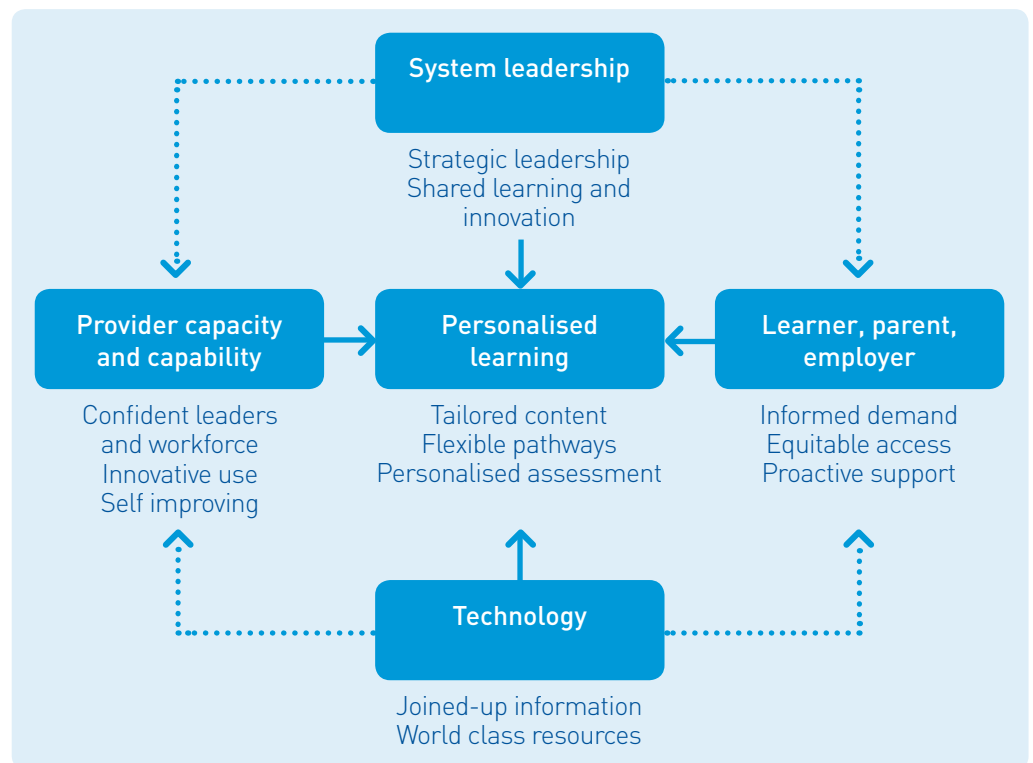 System leadership
Strategic leadership
Shared learning and
innovation
Provider capacity
and capability
Confident leaders
and workforce
Innovative use
Self improving
Personalised
learning
Tailored content
Flexible pathways
Personalised assessment
Learner, parent,
employer
Informed demand
Equitable access
Proactive support
Technology
Joined-up information
World class resources